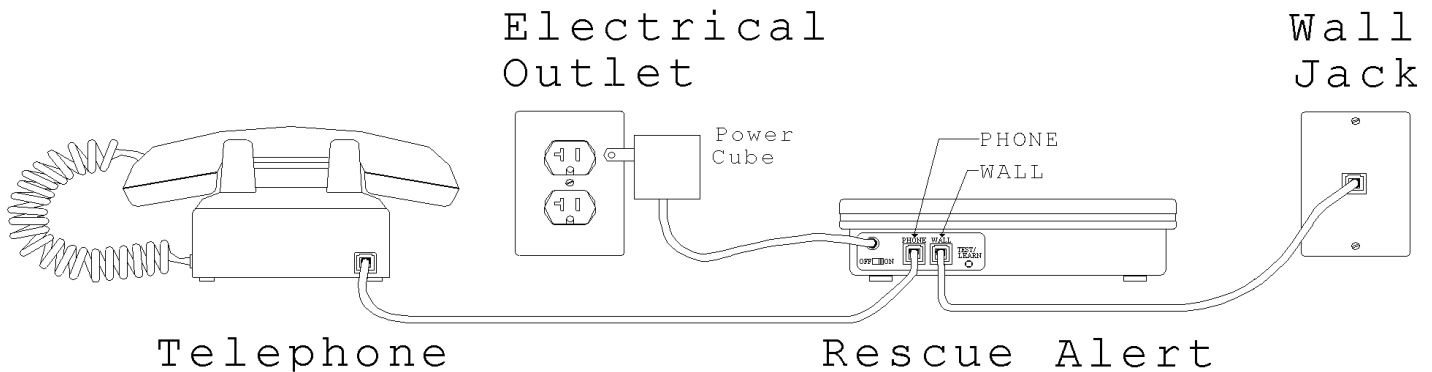 Electrical
Outlet
Wall
Jack
Power
Cube
PHONE
WALL
PHONE WALL
TEST/
LEARN
OFF ON
Telephone
Rescue Alert